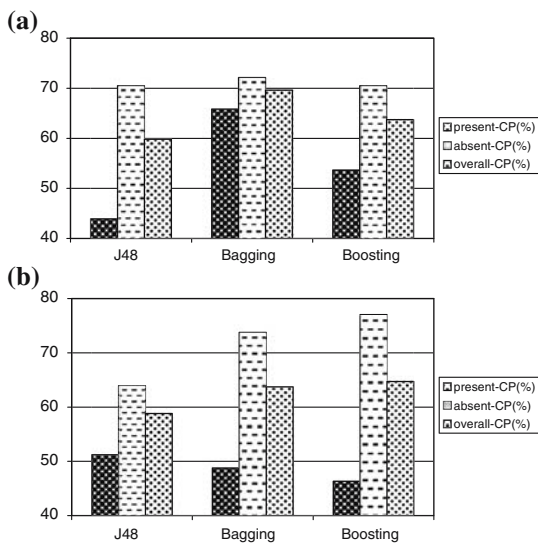 (a)
80
70
60
50
40
J48 Bagging Boosting
present-CP(%)
absent-CP(%)
overall-CP(%)
(b)
80
70
60
50
40
J48 Bagging Boosting
present-CP(%)
absent-CP(%)
overall-CP(%)